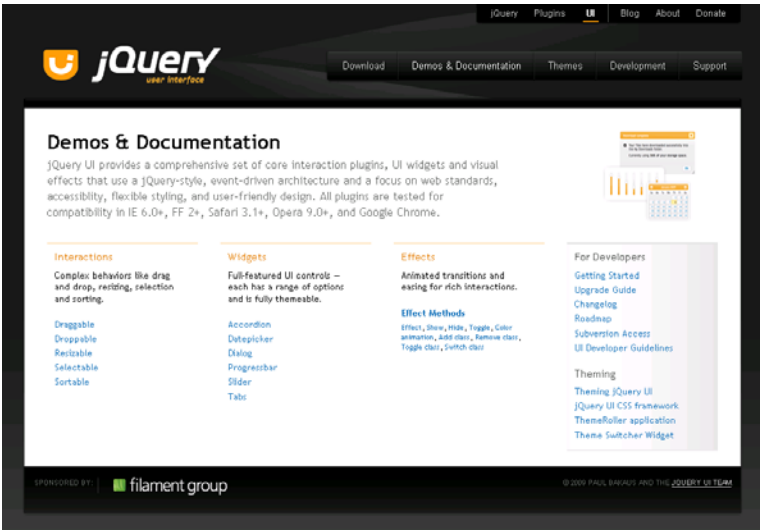 jQuery Plugins UI Blog About Donate
jQuery
user interface
Download Demos & Documentation Themes Development Support
Demos & Documentation
jQuery UI provides a comprehensive set of core interaction plugins, UI widgets and visual
effects that use a jQuery-style, event-driven architecture and a focus on web standards,
accessiblity, flexible styling, and user-friendly design. All plugins are tested for
compatibility in IE 6.0+, FF 2+, Safari 3.1+, Opera 9.0+, and Google Chrome.
Interactions
Complex behaviors like drag
and drop, resizing, selection
and sorting.
Draggable
Droppable
Resizable
Selectable
Sortable
Widgets
Full-featured UI controls —
each has a range of options
and is fully themeable.
Accordion
Datepicker
Dialog
Progressbar
Slider
Tabs
Effects
Animated transitions and
easing for rich interactions.
Effect Methods
Effect, Show, Hide, Toggle, Color
animation, Add class, Remove class,
Toggle class, Switch class
For Developers
Getting Started
Upgrade Guide
Changelog
Roadmap
Subversion Access
UI Developer Guidelines
Theming
Theming jQuery UI
jQuery UI CSS framework
ThemeRoller application
Theme Switcher Widget
SPONSORED BY: filament group
© 2009 PAUL BAKAUS AND THE JQUERY UI TEAM